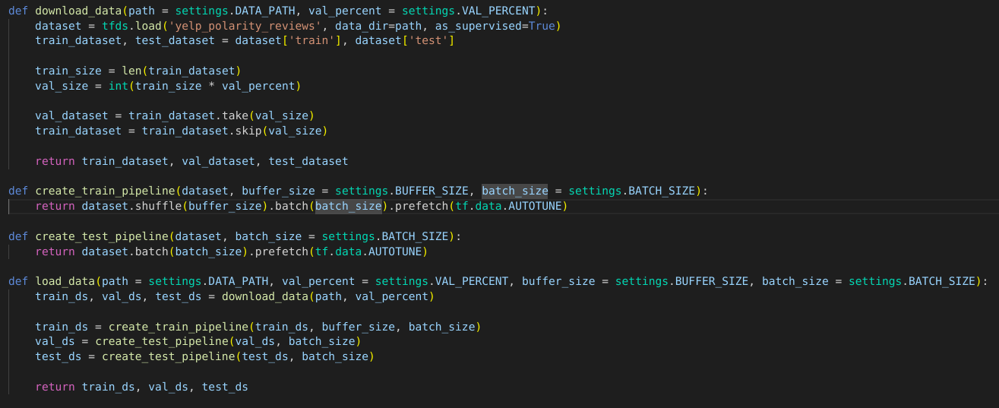 def download_data(path = settings.DATA_PATH, val_percent = settings.VAL_PERCENT):
    dataset = tfds.load('yelp_polarity_reviews', data_dir=path, as_supervised=True)
    train_dataset, test_dataset = dataset['train'], dataset['test']

    train_size = len(train_dataset)
    val_size = int(train_size * val_percent)

    val_dataset = train_dataset.take(val_size)
    train_dataset = train_dataset.skip(val_size)

    return train_dataset, val_dataset, test_dataset

def create_train_pipeline(dataset, buffer_size = settings.BUFFER_SIZE, batch_size = settings.BATCH_SIZE):
    return dataset.shuffle(buffer_size).batch(batch_size).prefetch(tf.data.AUTOTUNE)

def create_test_pipeline(dataset, batch_size = settings.BATCH_SIZE):
    return dataset.batch(batch_size).prefetch(tf.data.AUTOTUNE)

def load_data(path = settings.DATA_PATH, val_percent = settings.VAL_PERCENT, buffer_size = settings.BUFFER_SIZE, batch_size = settings.BATCH_SIZE):
    train_ds, val_ds, test_ds = download_data(path, val_percent)

    train_ds = create_train_pipeline(train_ds, buffer_size, batch_size)
    val_ds = create_test_pipeline(val_ds, batch_size)
    test_ds = create_test_pipeline(test_ds, batch_size)

    return train_ds, val_ds, test_ds